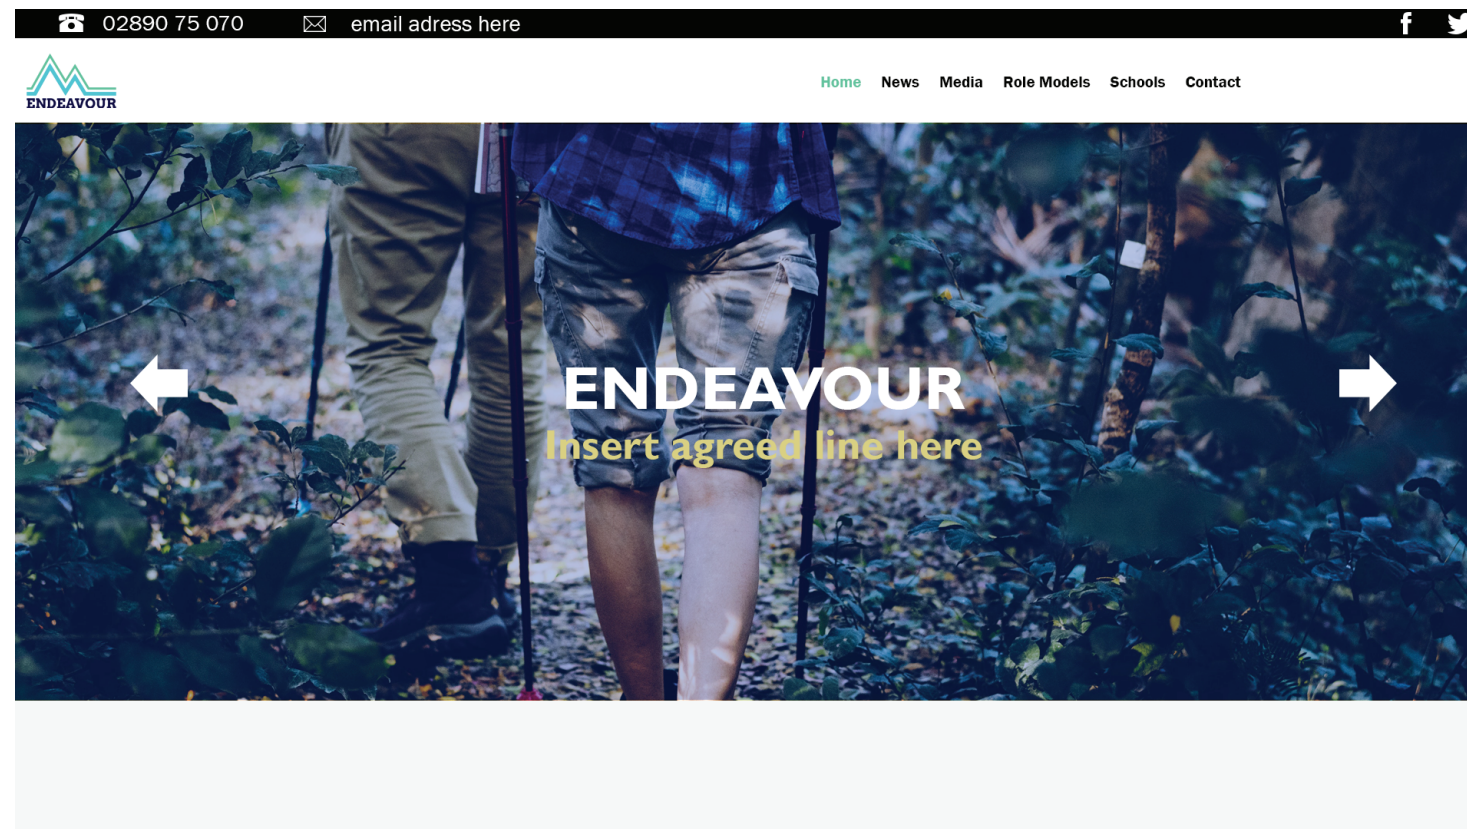 02890 75 070
email adress here
ENDEAVOUR
Home News Media Role Models Schools Contact
ENDEAVOUR
Insert agreed line here